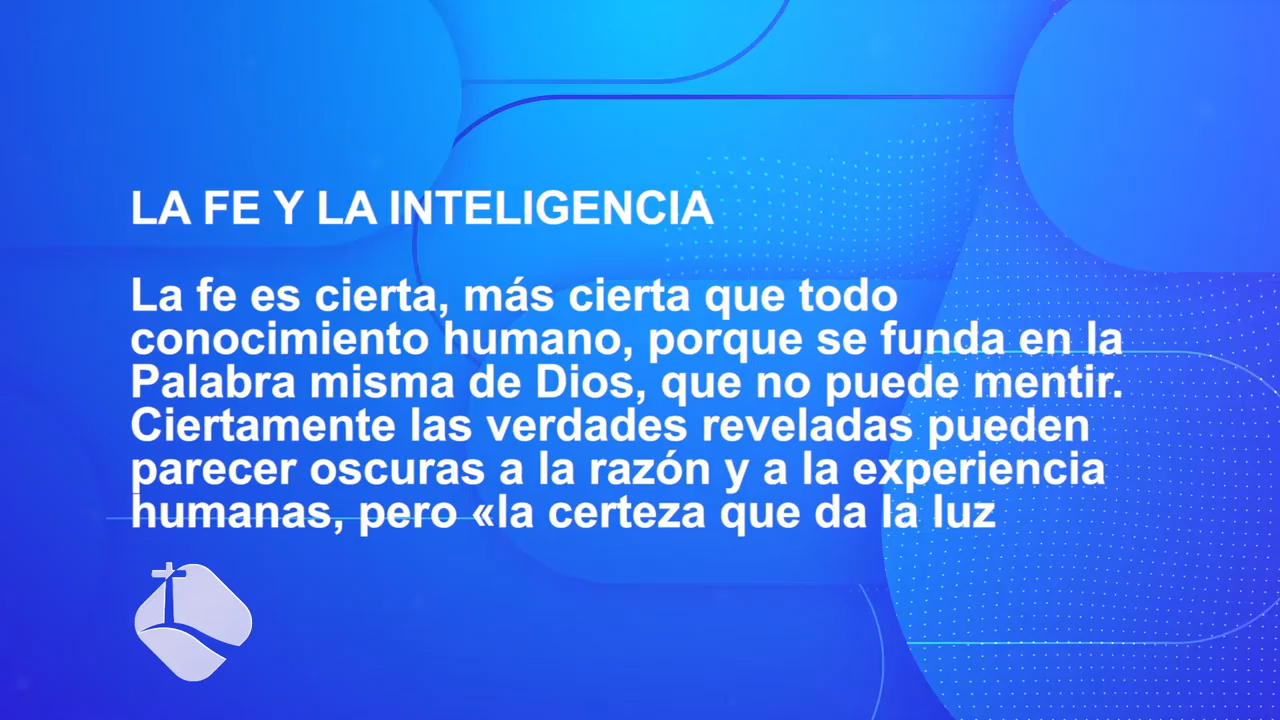 LA FE Y LA INTELIGENCIA
La fe es cierta, más cierta que todo
conocimiento humano, porque se funda en la
Palabra misma de Dios, que no puede mentir.
Ciertamente las verdades reveladas pueden
parecer oscuras a la razón y a la experiencia
humanas, pero «la certeza que da la luz